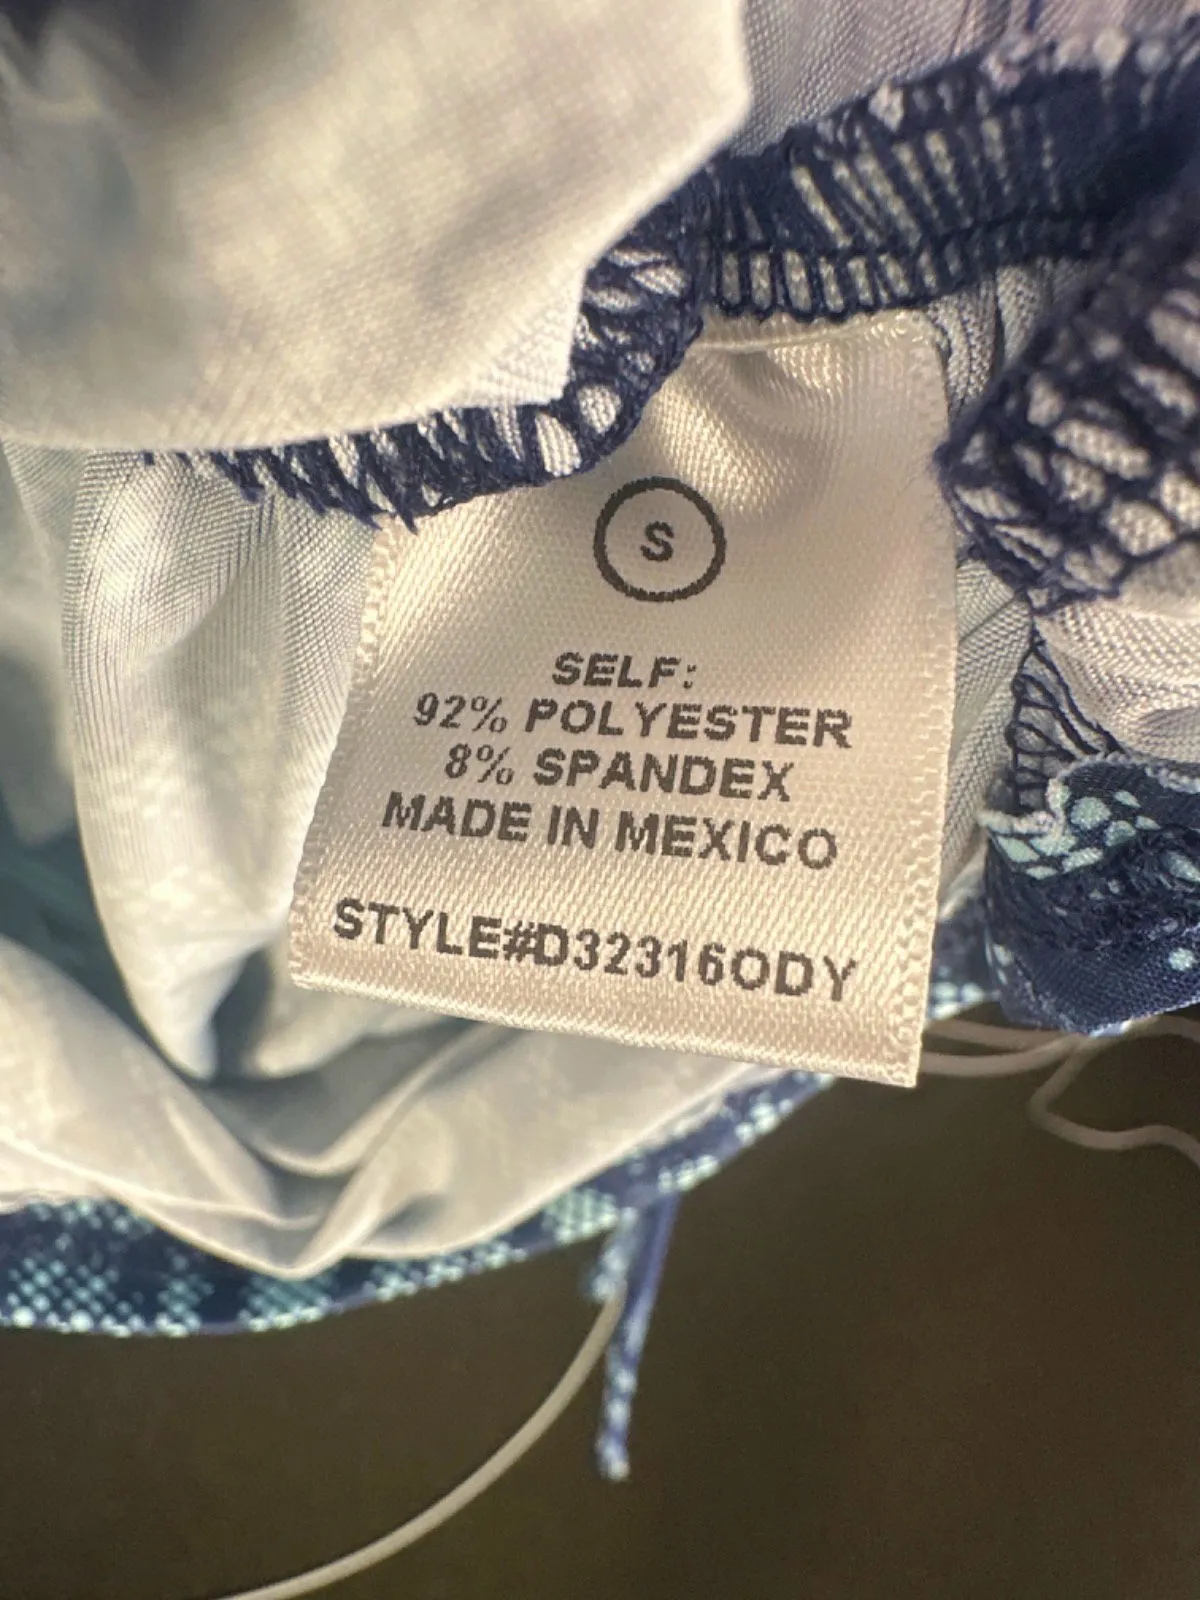 S
SELF:
92% POLYESTER
8% SPANDEX
MADE IN MEXICO
STYLE#D32316ODY